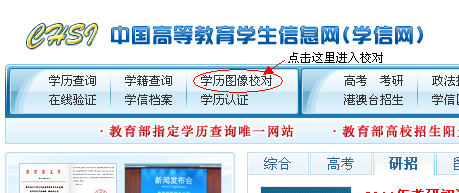 CHSI 中国高等教育学生信息网(学信网)
点击这里进入校对
学历查询 学籍查询 学历图像校对 高考 考研 政法
在线验证 学信档案 学历认证 港澳台招生 学信
·教育部指定学历查询唯一网站 ·教育部高校招生阳
新闻发布会
综合 高考 研招